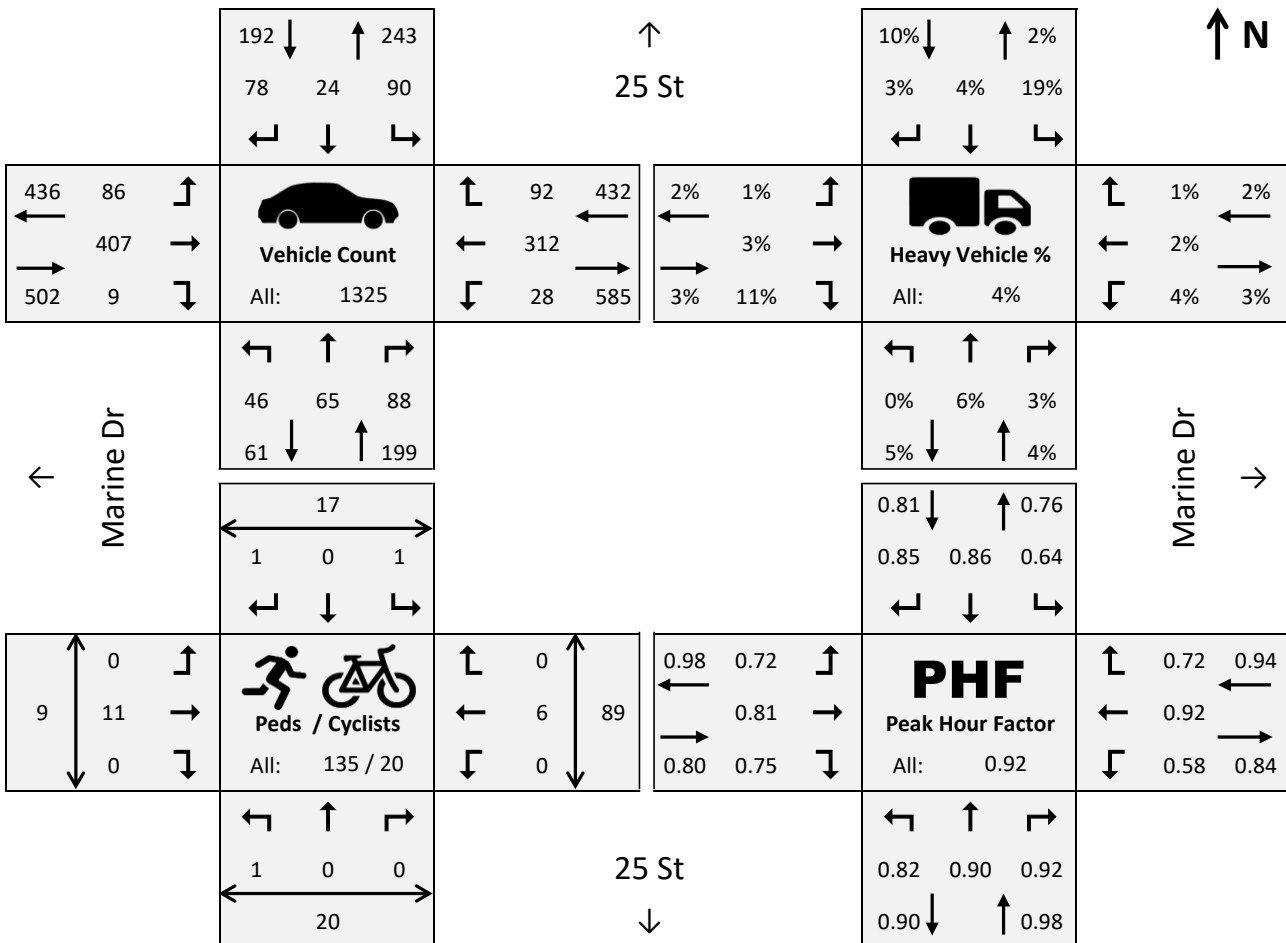 192 243 10% 2% N
25 St
78 24 90 3% 4% 19%
436 86 92 432 2% 1% 1% 2%
407 Vehicle Count 312 3% Heavy Vehicle % 2%
502 9 All: 1325 28 585 3% 11% All: 4% 4% 3%
46 65 88 0% 6% 3%
61 199 5% 4%
Marine Dr Marine Dr
17 0.81 0.76
1 0 1 0.85 0.86 0.64
0 0 0.98 0.72 PHF 0.72 0.94
9 11 Peds / Cyclists 6 89 0.81 Peak Hour Factor 0.92
0 All: 135 / 20 0 0.80 0.75 All: 0.92 0.58 0.84
1 0 0 25 St 0.82 0.90 0.92
20 0.90 0.98